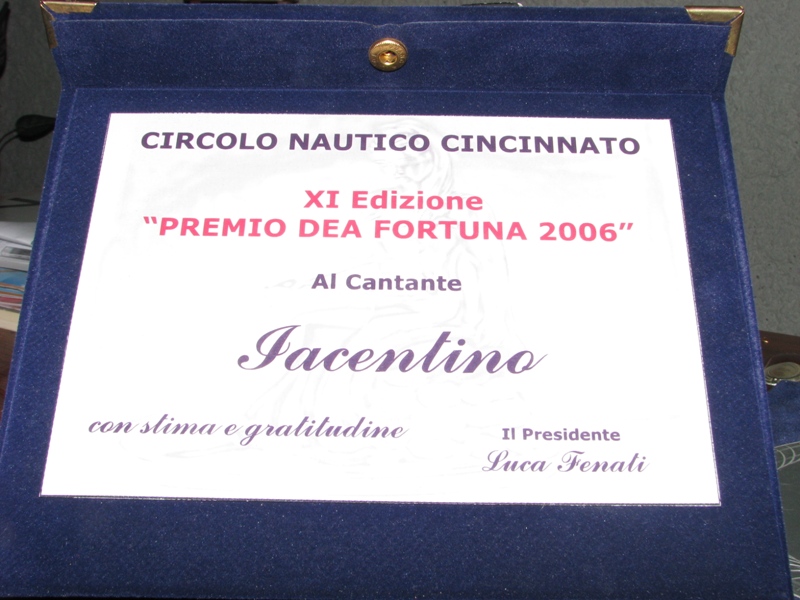 CIRCOLO NAUTICO CINCINNATO
XI Edizione
“PREMIO DEA FORTUNA 2006”
Al Cantante
Iacentino
con stima e gratitudine
Il Presidente
Luca Fenati